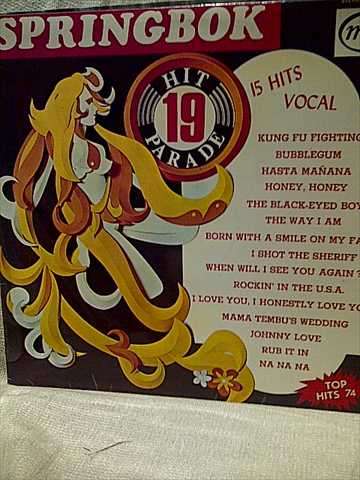 SPRINGBOK
HIT
19
PARADE
15 HITS
VOCAL
KUNG FU FIGHTING
BUBBLEGUM
HASTA MAÑANA
HONEY, HONEY
THE BLACK-EYED BOY
THE WAY I AM
BORN WITH A SMILE ON MY FA
I SHOT THE SHERIFF
WHEN WILL I SEE YOU AGAIN
ROCKIN' IN THE U.S.A.
I LOVE YOU, I HONESTLY LOVE YO
MAMA TEMBU'S WEDDING
JOHNNY LOVE
RUB IT IN
NA NA NA
TOP
HITS 74